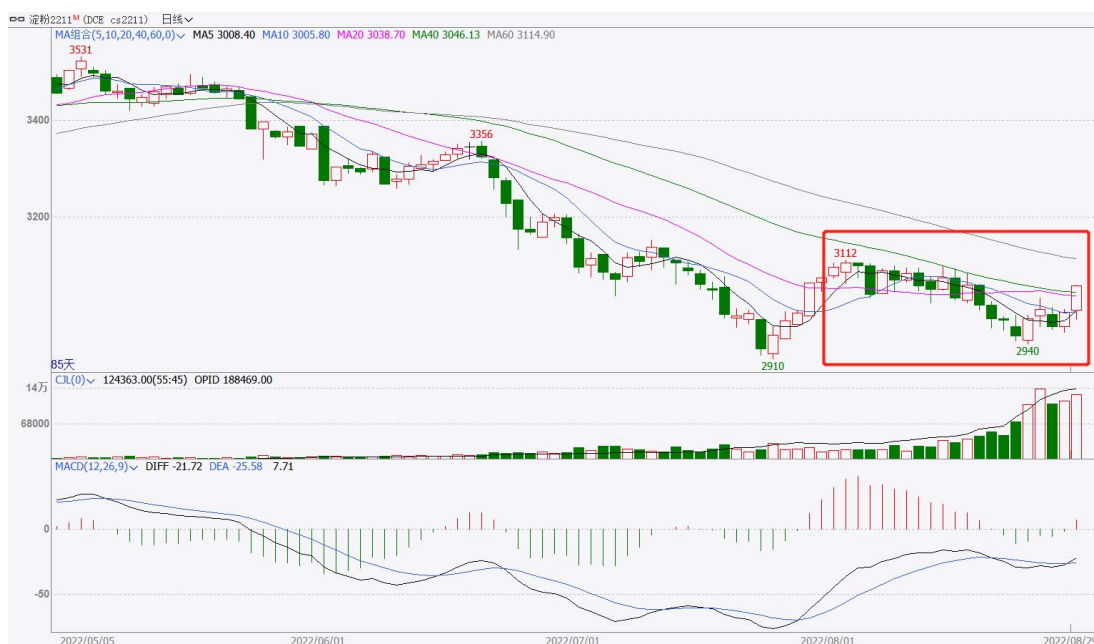 淀粉2211M (DCE cs2211) 日线
MA组合(5,10,20,40,60,0) MA5 3008.40 MA10 3005.80 MA20 3038.70 MA40 3046.13 MA60 3114.90
3531
3400
3356
3200
3112
2940
2910
85天
CJL(0) 124363.00(55:45) OPID 188469.00
14万
68000
MACD(12,26,9) DIFF -21.72 DEA -25.58 7.71
0
-50
2022/05/05 2022/06/01 2022/07/01 2022/08/01 2022/08/29